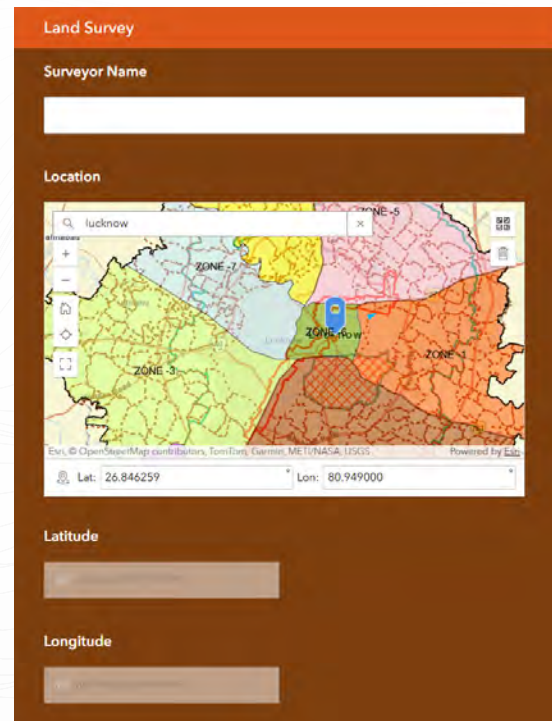 Land Survey
Surveyor Name
Location
lucknow
ZONE -5
ZONE -7
ZONE -1
ZONE -3
Esri, © OpenStreetMap contributors, TomTom, Garmin, METI/NASA, USGS
Powered by Esri
Lat: 26.846259 °
Lon: 80.949000 °
Latitude
Longitude